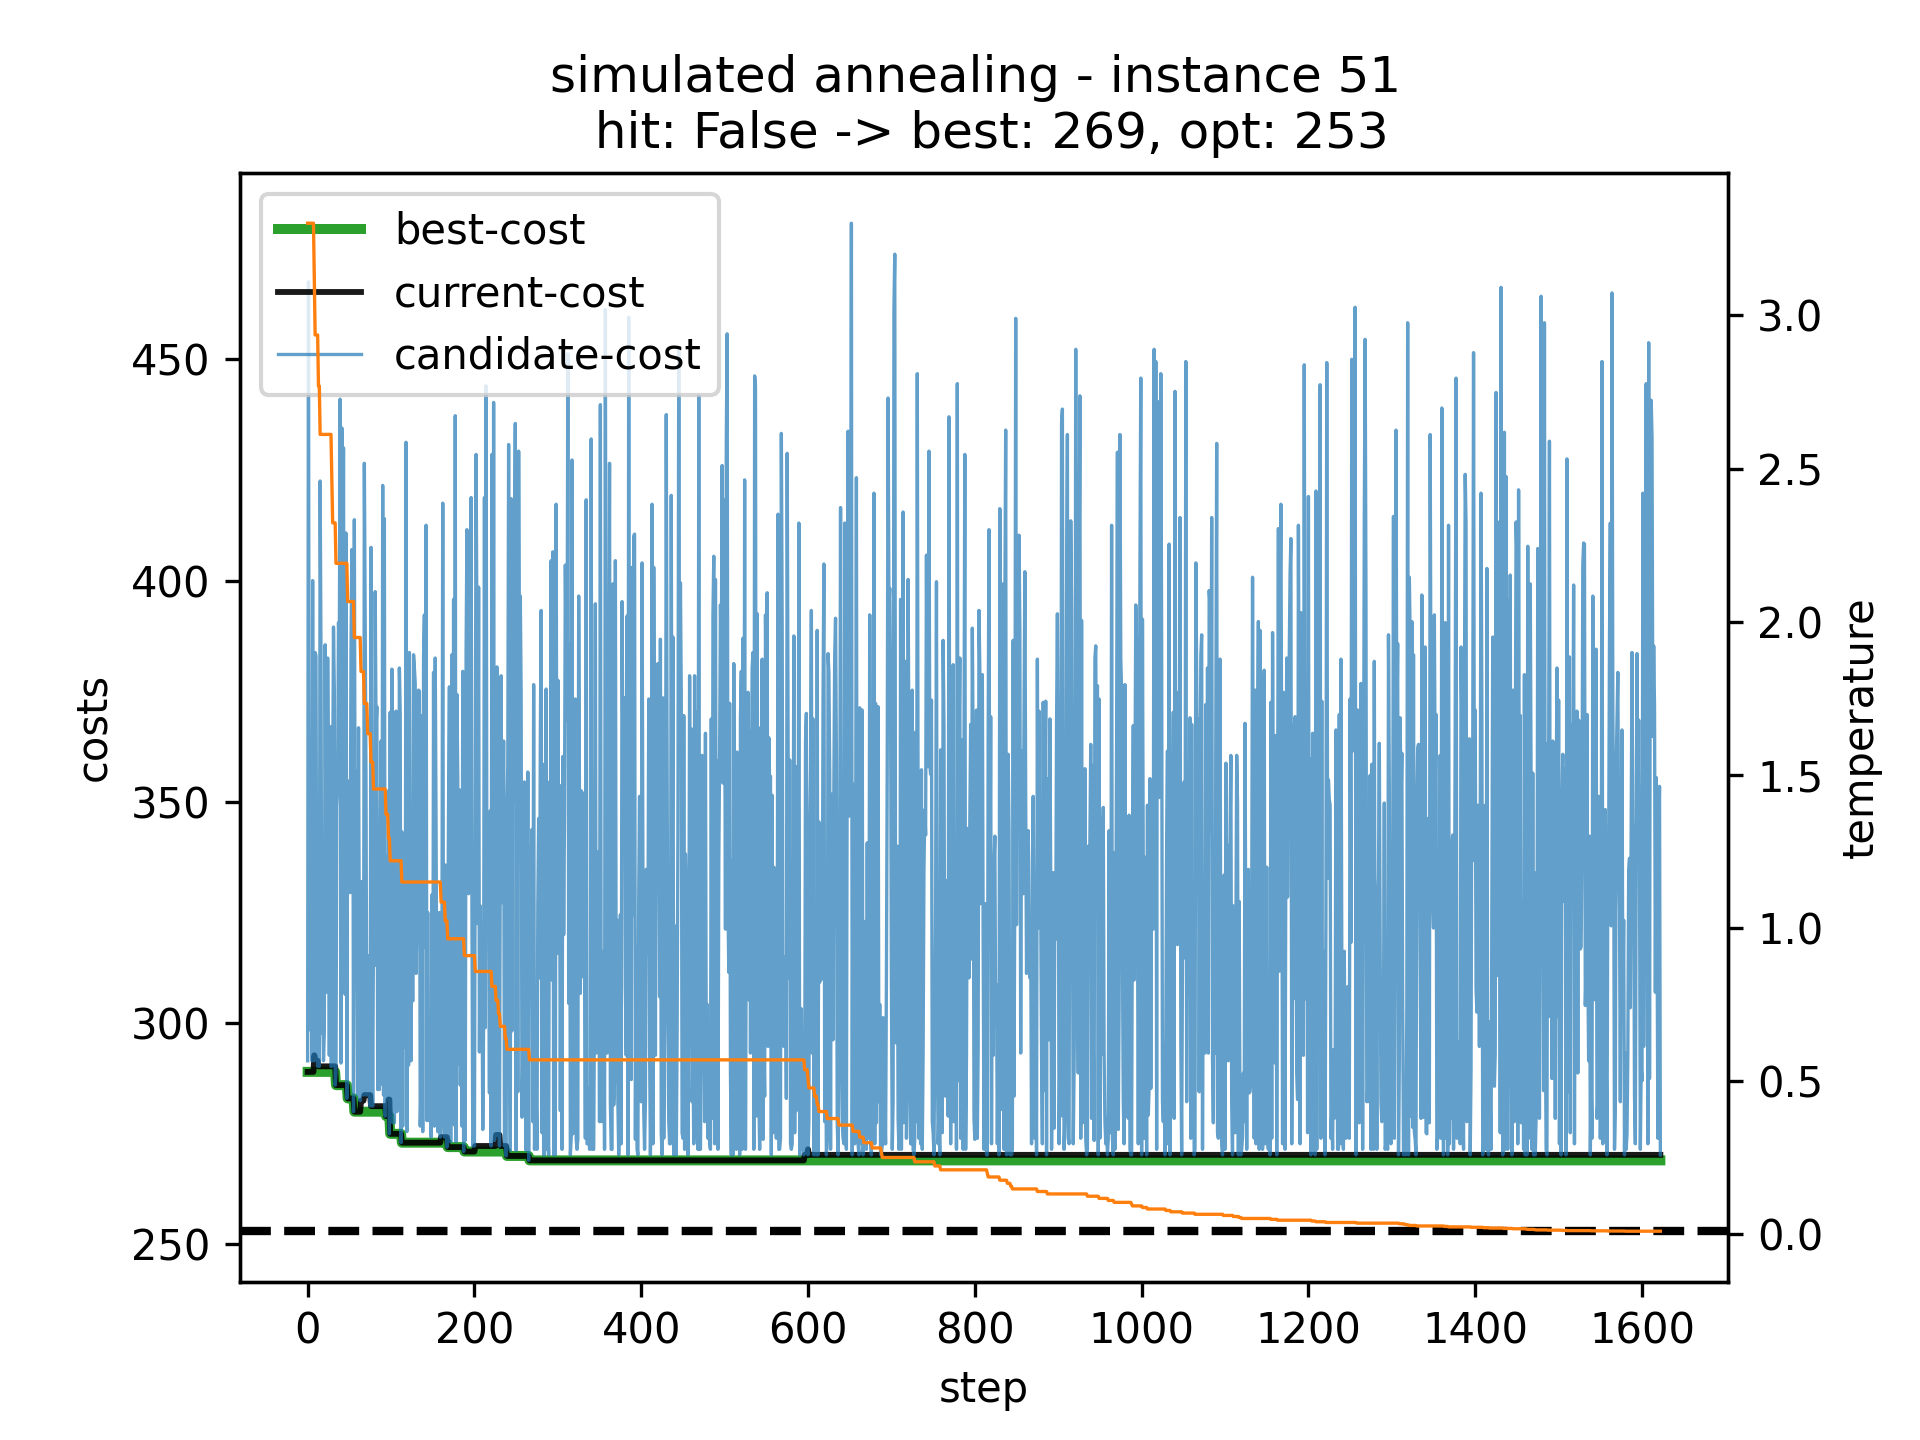 simulated annealing - instance 51
hit: False -> best: 269, opt: 253
best-cost
current-cost
candidate-cost
costs
450
400
350
300
250
3.0
2.5
2.0
1.5
1.0
0.5
0.0
temperature
0 200 400 600 800 1000 1200 1400 1600
step